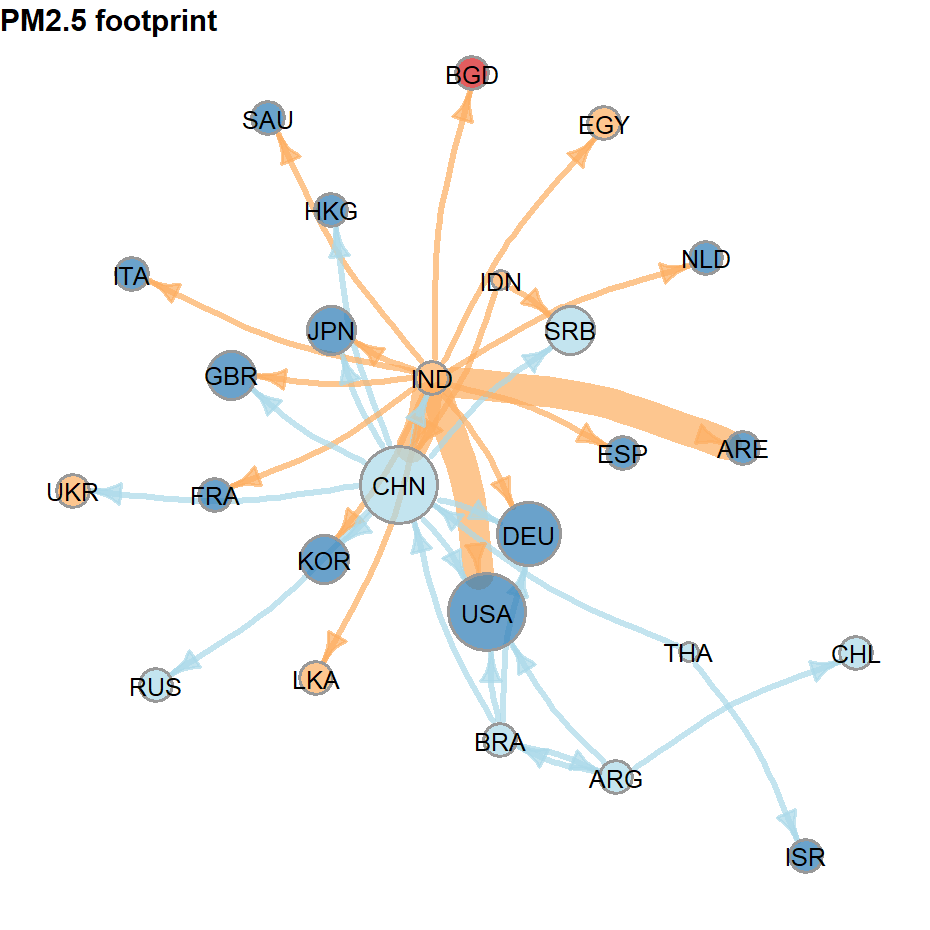 PM2.5 footprint
BGD
SAU
EGY
HKG
NLD
ITA
IDN
JPN
SRB
GBR
IND
ARE
ESP
CHN
UKR
FRA
DEU
KOR
USA
THA
CHL
LKA
RUS
BRA
ARG
ISR